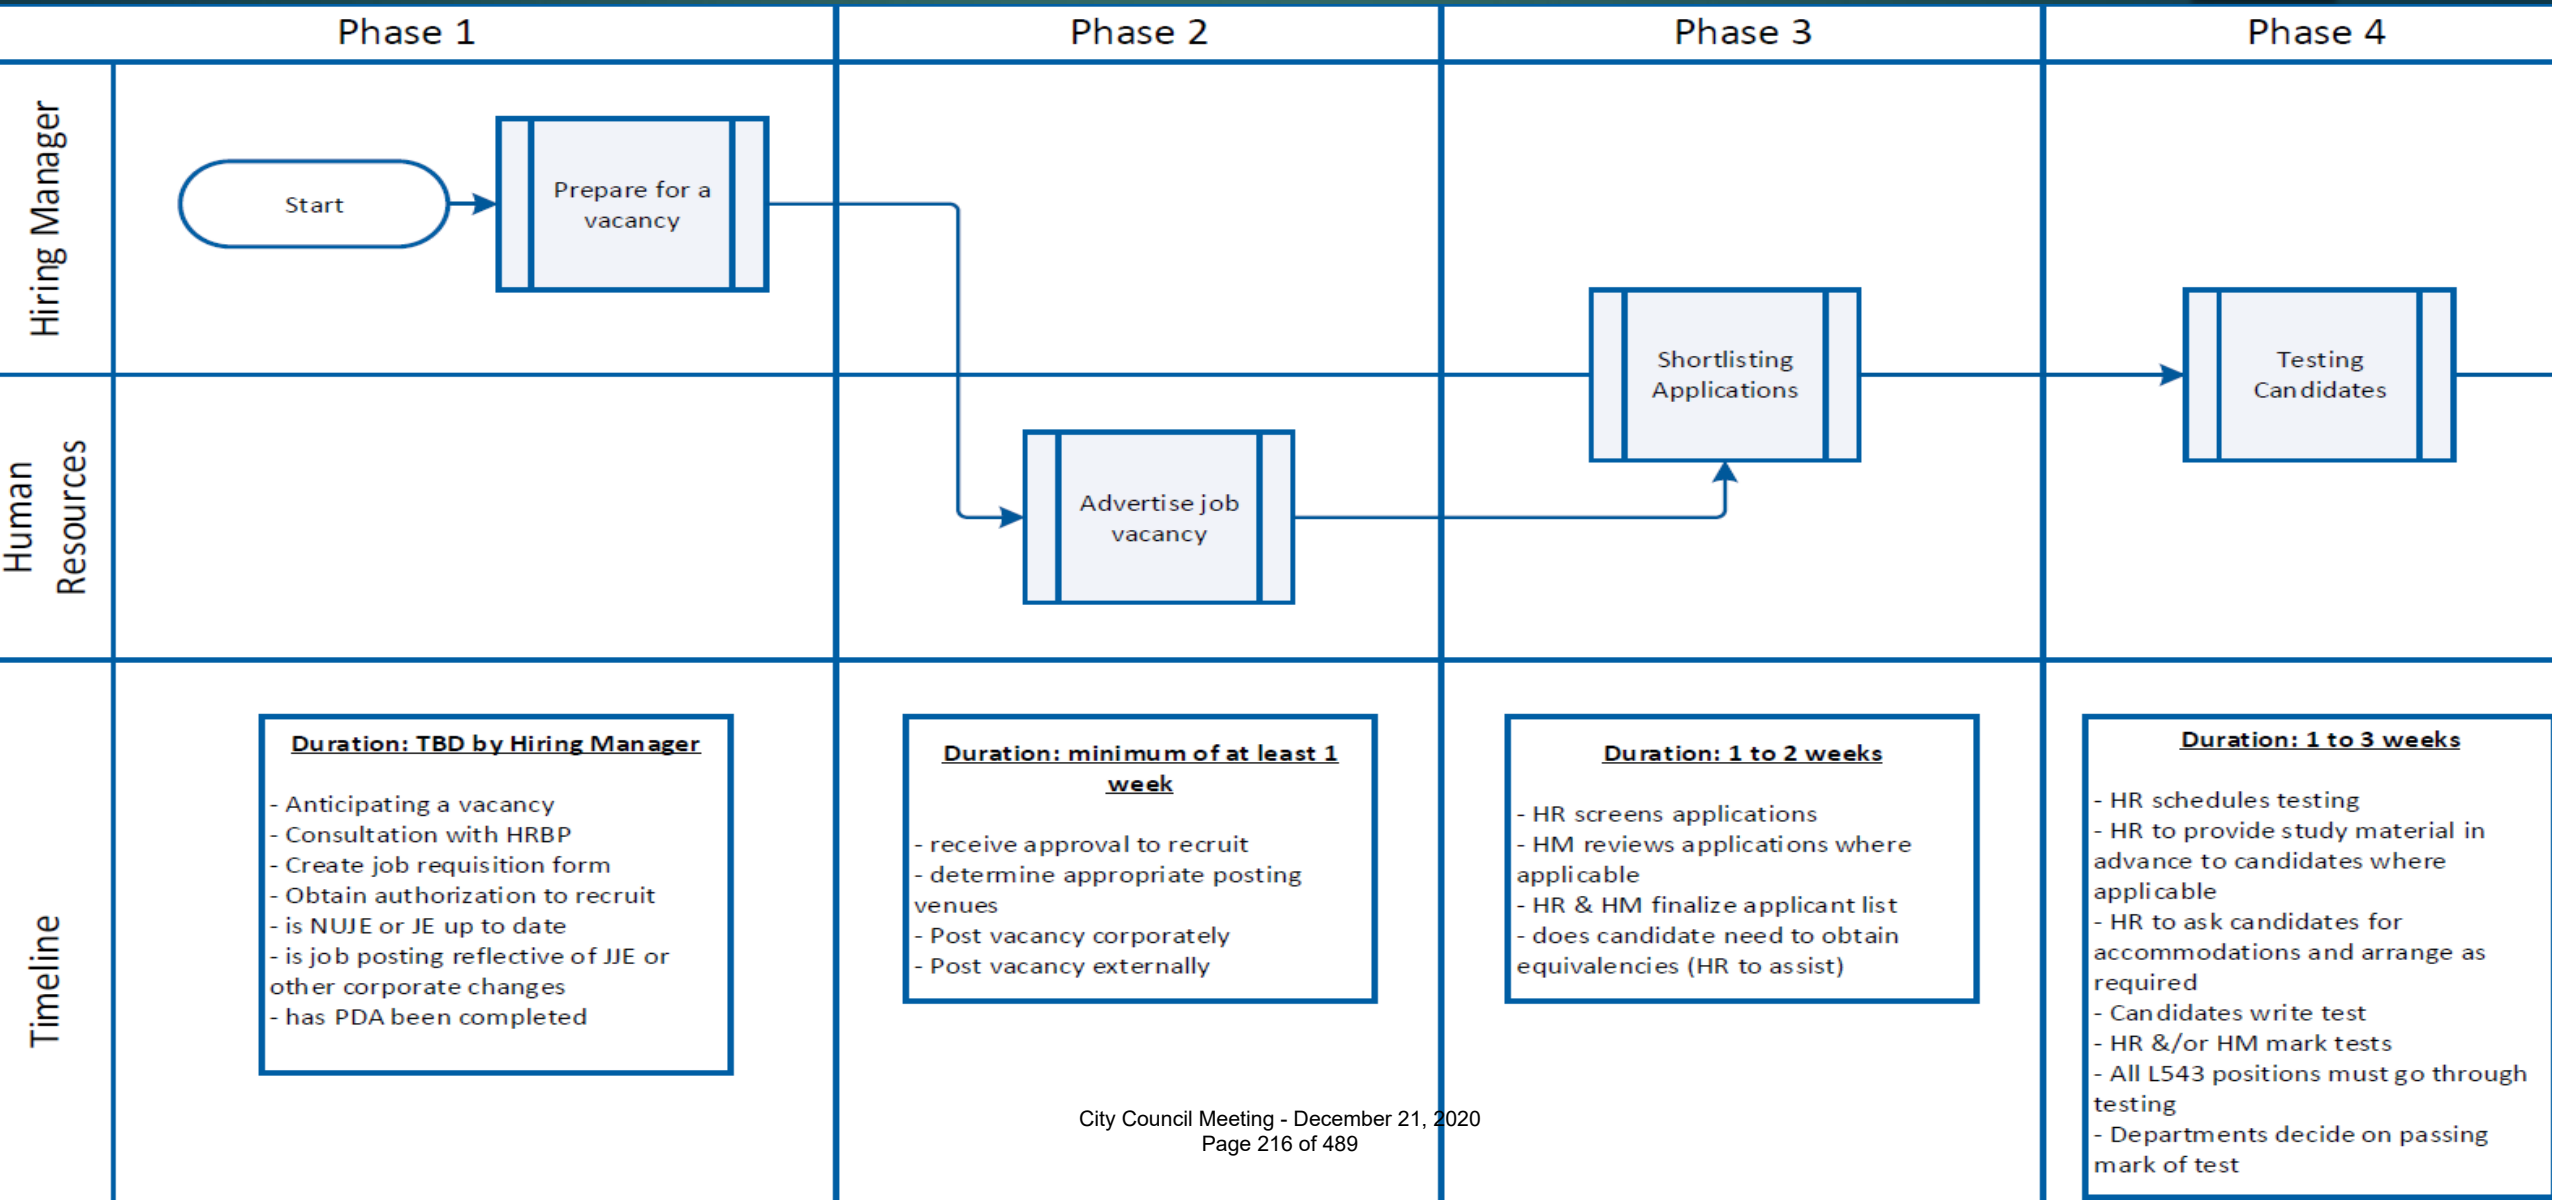 Phase 1
Phase 2
Phase 3
Phase 4
Hiring Manager
Start
Prepare for a
vacancy
Shortlisting
Applications
Testing
Candidates
Human
Resources
Advertise job
vacancy
Timeline
Duration: TBD by Hiring Manager
- Anticipating a vacancy
- Consultation with HRBP
- Create job requisition form
- Obtain authorization to recruit
- is NUJE or JE up to date
- is job posting reflective of JJE or
other corporate changes
- has PDA been completed
Duration: minimum of at least 1
week
- receive approval to recruit
- determine appropriate posting
venues
- Post vacancy corporately
- Post vacancy externally
Duration: 1 to 2 weeks
- HR screens applications
- HM reviews applications where
applicable
- HR & HM finalize applicant list
- does candidate need to obtain
equivalencies (HR to assist)
Duration: 1 to 3 weeks
- HR schedules testing
- HR to provide study material in
advance to candidates where
applicable
- HR to ask candidates for
accommodations and arrange as
required
- Candidates write test
- HR &/or HM mark tests
- All L543 positions must go through
testing
- Departments decide on passing
mark of test
City Council Meeting - December 21, 2020
Page 216 of 489